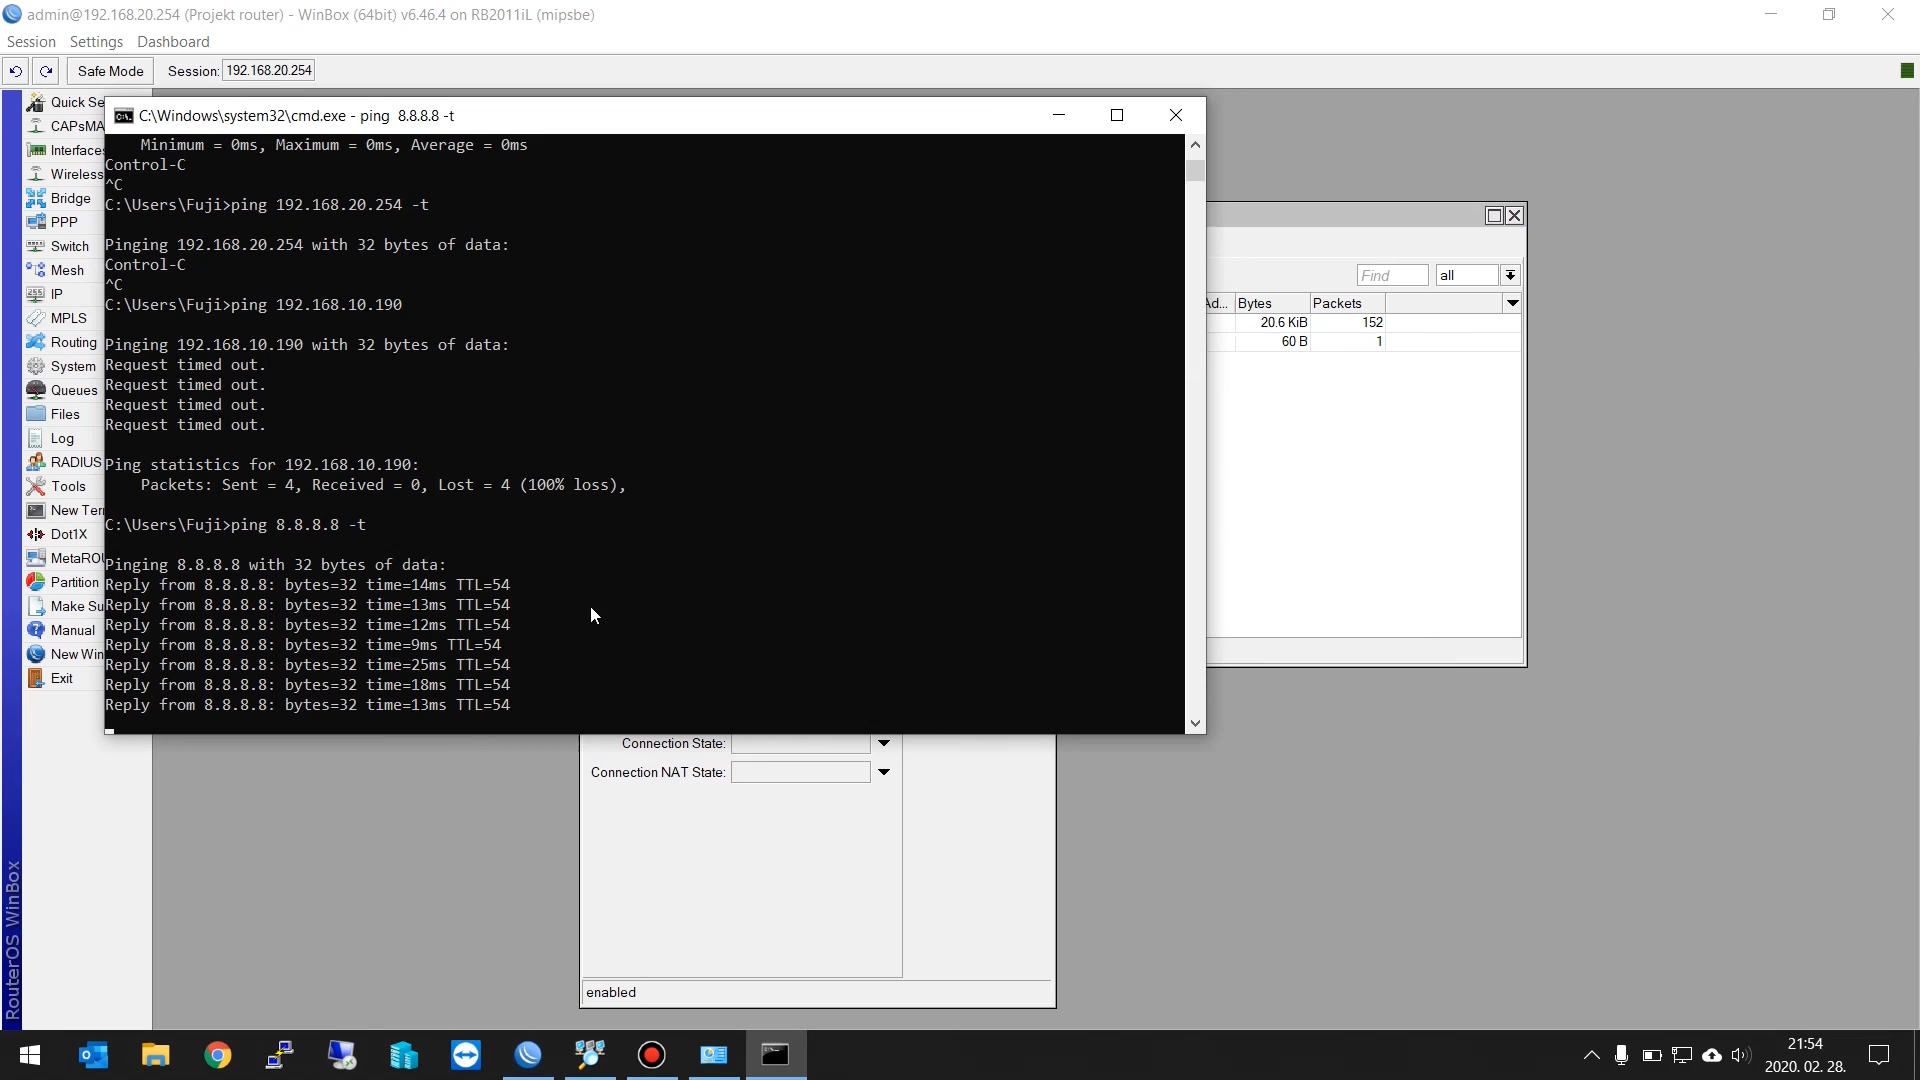 admin@192.168.20.254 (Projekt router) - WinBox (64bit) v6.46.4 on RB2011iL (mipsbe)
Session Settings Dashboard
Safe Mode Session: 192.168.20.254
Quick Se
CAPsMA
Interfaces
Wireless
Bridge
PPP
Switch
Mesh
IP
MPLS
Routing
System
Queues
Files
Log
RADIUS
Tools
New Ter
Dot1X
MetaROU
Partition
Make Su
Manual
New Win
Exit
RouterOS WinBox
C:\Windows\system32\cmd.exe - ping  8.8.8.8 -t
Minimum = 0ms, Maximum = 0ms, Average = 0ms
Control-C
^C
C:\Users\Fuji>ping 192.168.20.254 -t
Pinging 192.168.20.254 with 32 bytes of data:
Control-C
^C
C:\Users\Fuji>ping 192.168.10.190
Pinging 192.168.10.190 with 32 bytes of data:
Request timed out.
Request timed out.
Request timed out.
Request timed out.
Ping statistics for 192.168.10.190:
Packets: Sent = 4, Received = 0, Lost = 4 (100% loss),
C:\Users\Fuji>ping 8.8.8.8 -t
Pinging 8.8.8.8 with 32 bytes of data:
Reply from 8.8.8.8: bytes=32 time=14ms TTL=54
Reply from 8.8.8.8: bytes=32 time=13ms TTL=54
Reply from 8.8.8.8: bytes=32 time=12ms TTL=54
Reply from 8.8.8.8: bytes=32 time=9ms TTL=54
Reply from 8.8.8.8: bytes=32 time=25ms TTL=54
Reply from 8.8.8.8: bytes=32 time=18ms TTL=54
Reply from 8.8.8.8: bytes=32 time=13ms TTL=54
Find all
Ad... Bytes Packets
20.6 KiB 152
60 B 1
Connection State:
Connection NAT State:
enabled
21:54
2020. 02. 28.